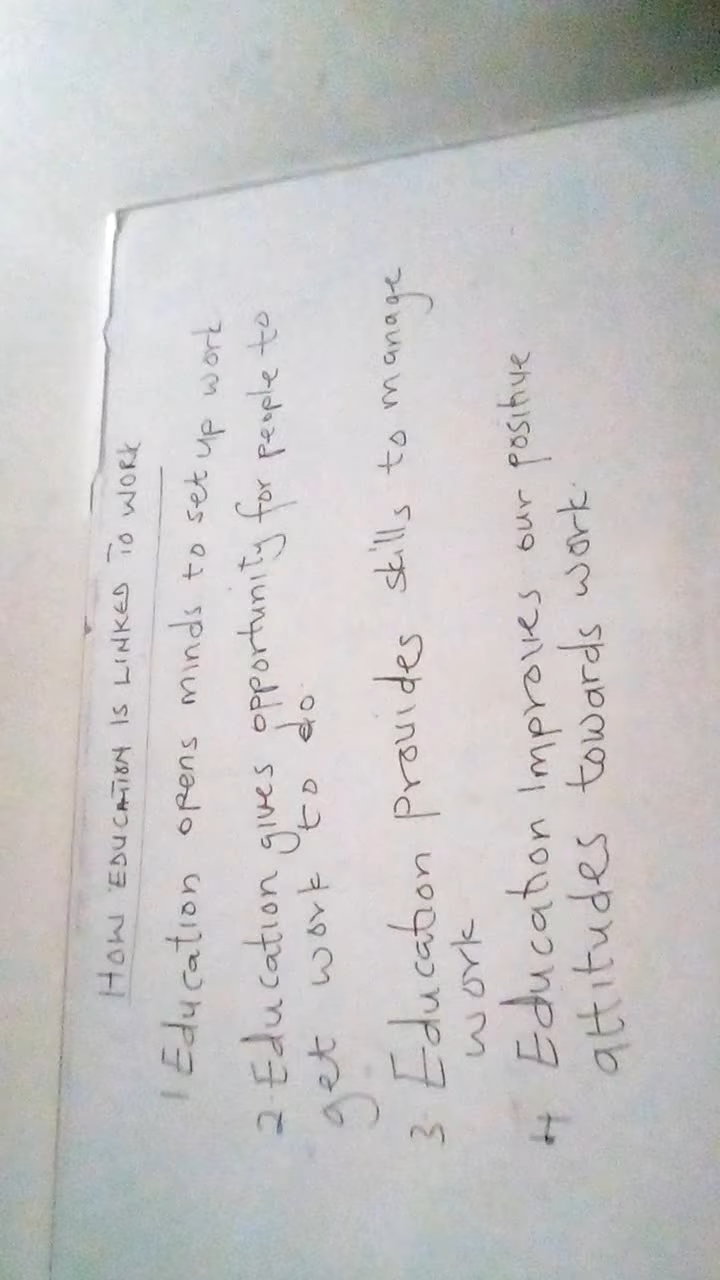 HOW EDUCATION IS LINKED TO WORK
1 Education opens minds to set up work
2. Education gives opportunity for people to
get work to do.
3. Education provides skills to manage
work
4 Education Improves our positive
attitudes towards work.